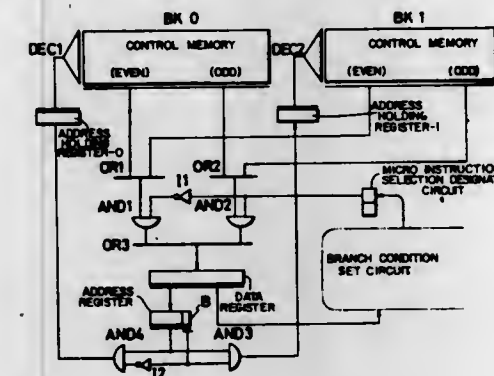 BK 0
BK 1
DEC1
CONTROL MEMORY
(EVEN) (ODD)
DEC2
CONTROL MEMORY
(EVEN) (ODD)
ADDRESS HOLDING REGISTER-0
ADDRESS HOLDING REGISTER-1
OR1
OR2
I1
AND1
AND2
MICRO INSTRUCTION SELECTION DESIGNAT
CIRCUIT
OR3
BRANCH CONDITION SET CIRCUIT
ADDRESS REGISTER
B
DATA REGISTER
AND4
AND3
I2